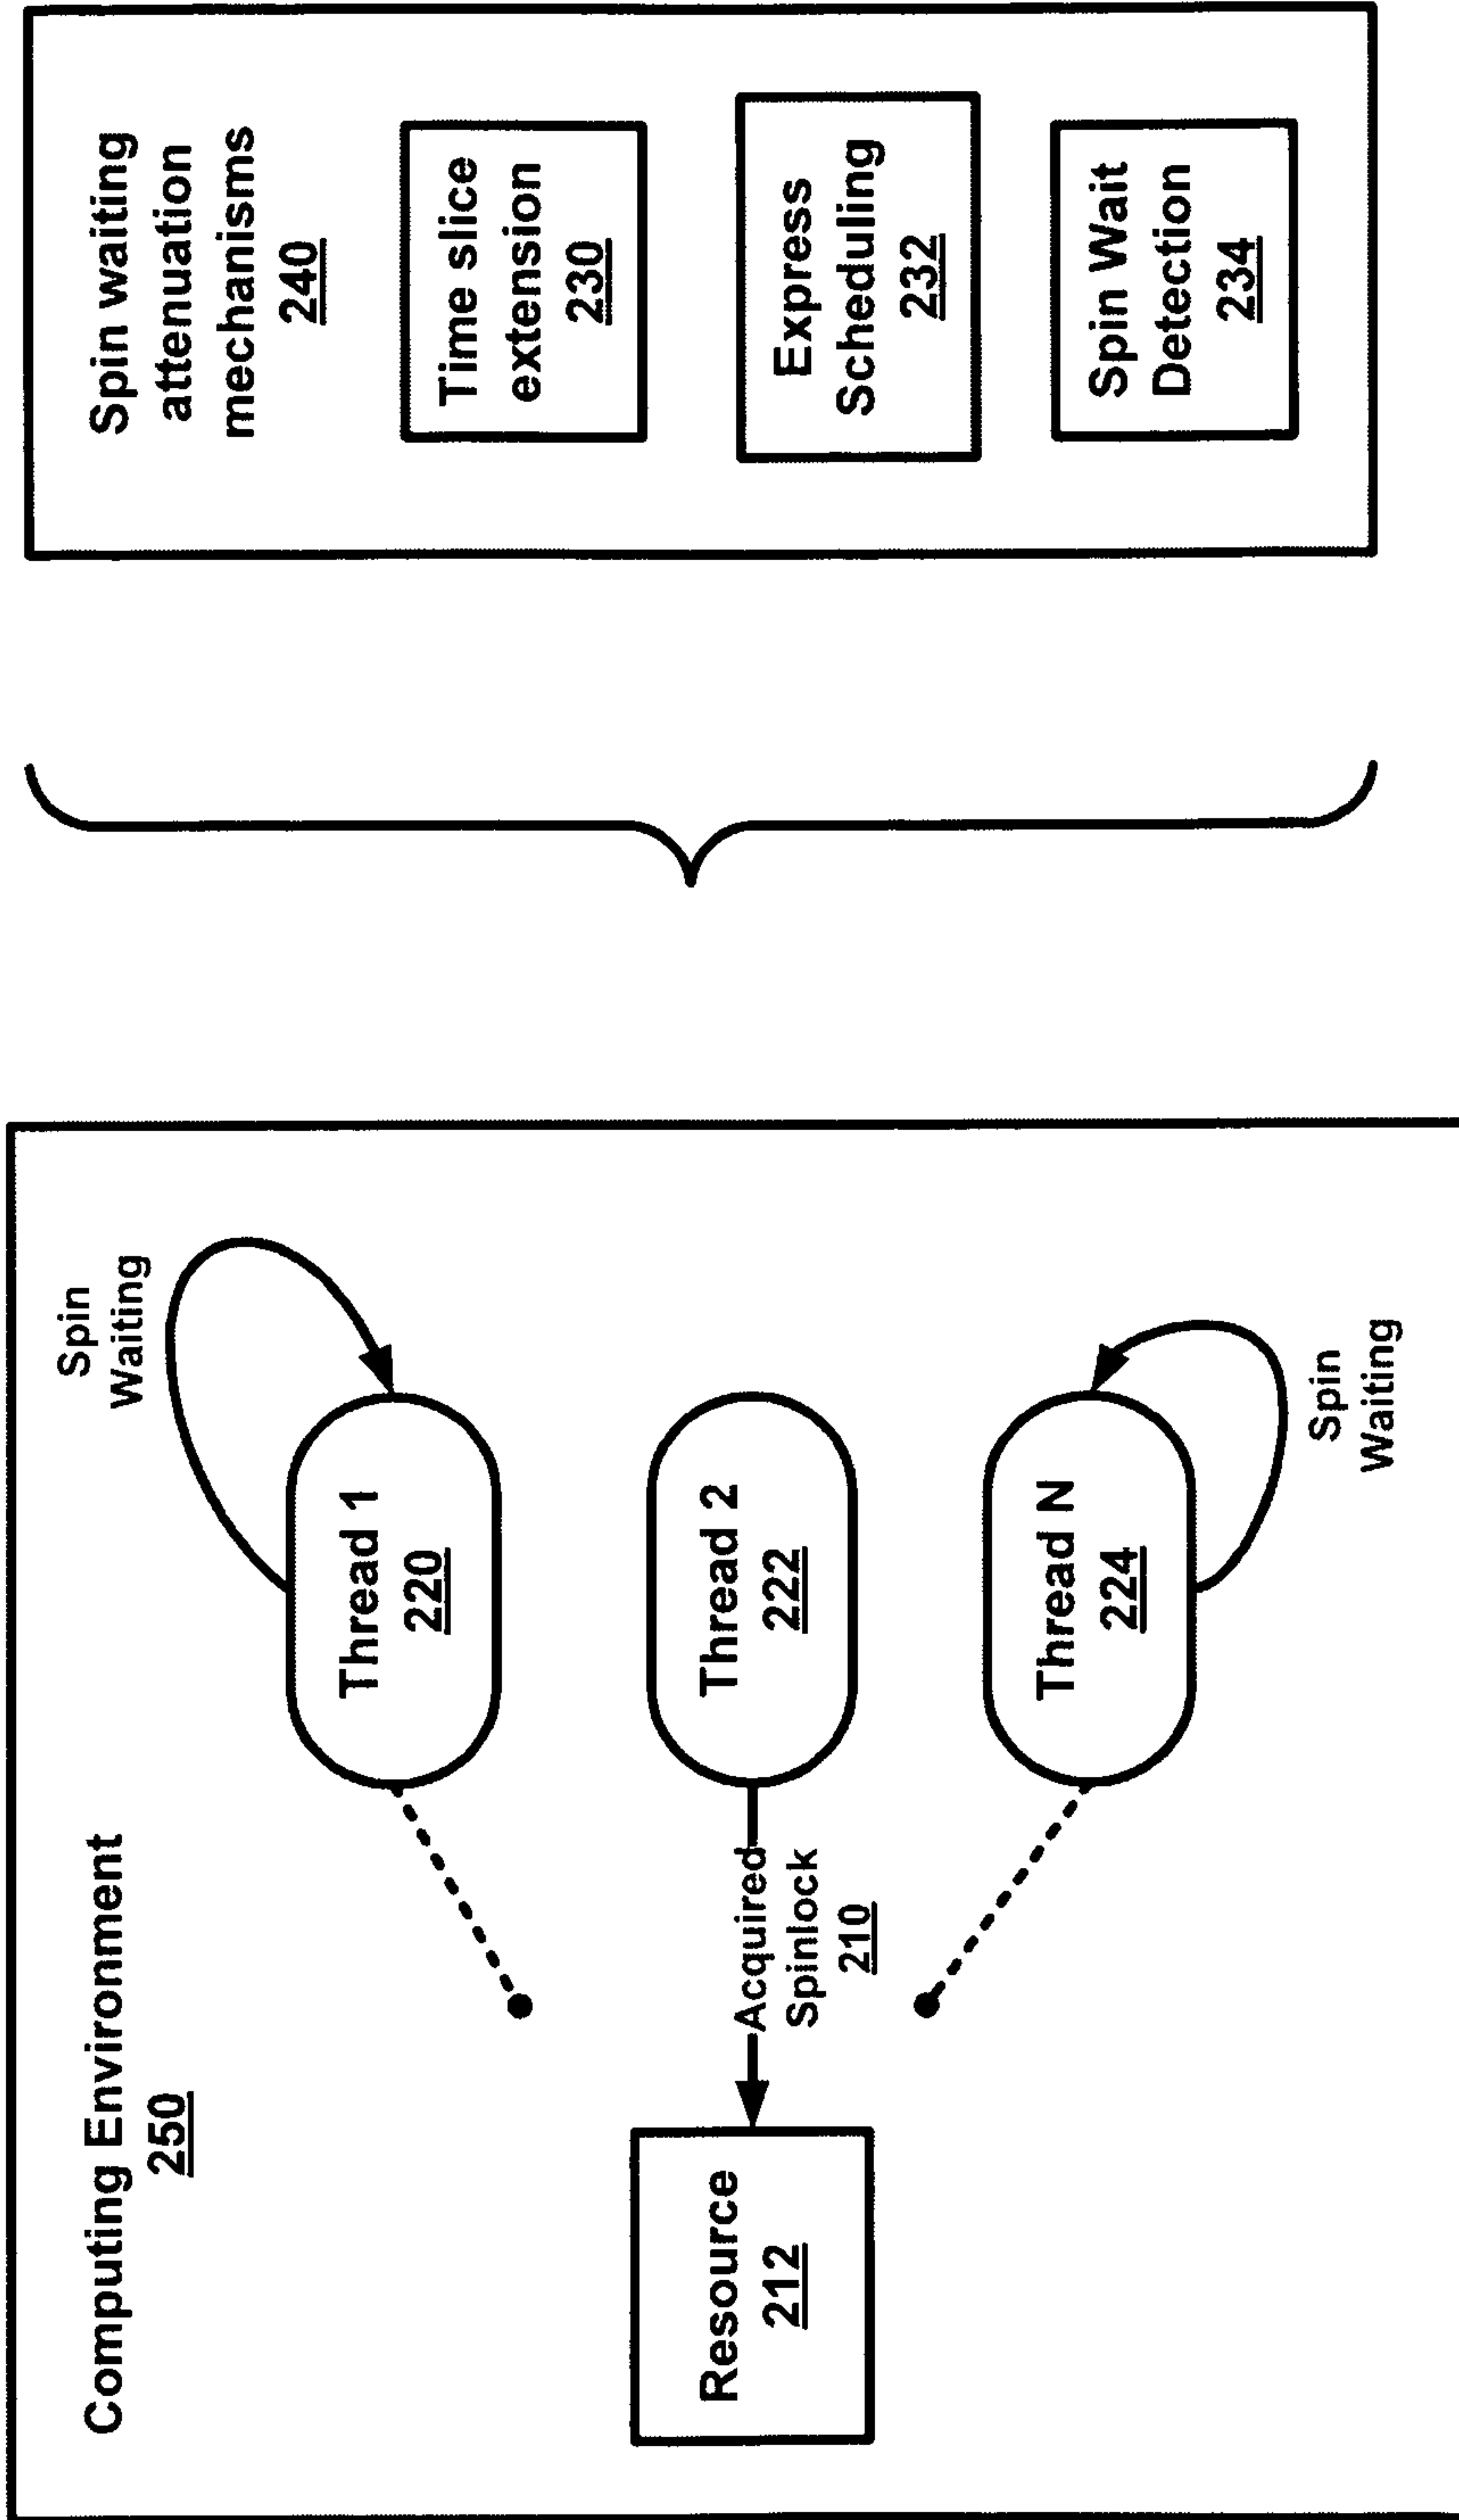 Computing Environment
250
Resource
212
Acquired
Spinlock
210
Thread 1
220
Spin
Waiting
Thread 2
222
Thread N
224
Spin
Waiting
Spin waiting
attenuation
mechanisms
240
Time slice
extension
230
Express
Scheduling
232
Spin Wait
Detection
234